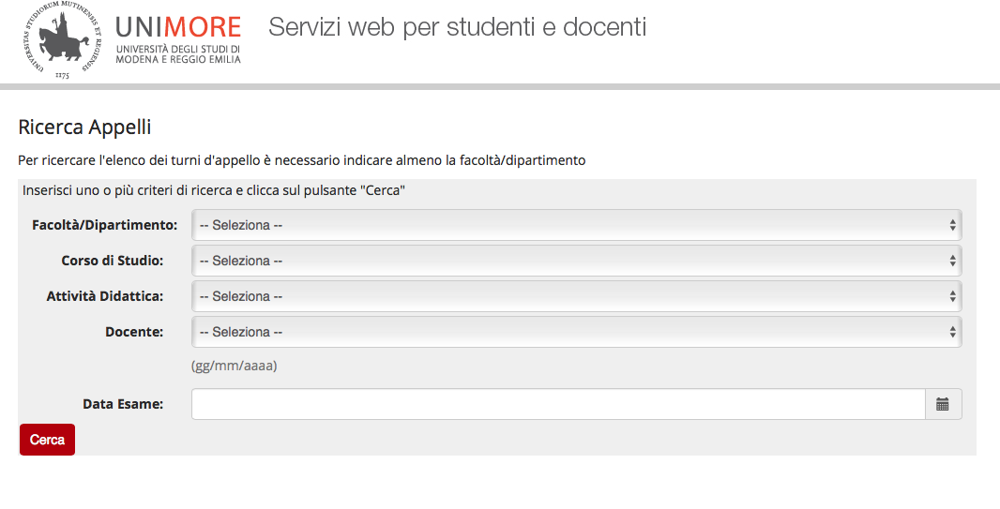 UNIVERSITAS STUDIORUM MUTINENSIS ET REGIENSIS
1175
UNIMORE
UNIVERSITÀ DEGLI STUDI DI
MODENA E REGGIO EMILIA
Servizi web per studenti e docenti
Ricerca Appelli
Per ricercare l'elenco dei turni d'appello è necessario indicare almeno la facoltà/dipartimento
Inserisci uno o più criteri di ricerca e clicca sul pulsante "Cerca"
Facoltà/Dipartimento: -- Seleziona --
Corso di Studio: -- Seleziona --
Attività Didattica: -- Seleziona --
Docente: -- Seleziona --
(gg/mm/aaaa)
Data Esame:
Cerca